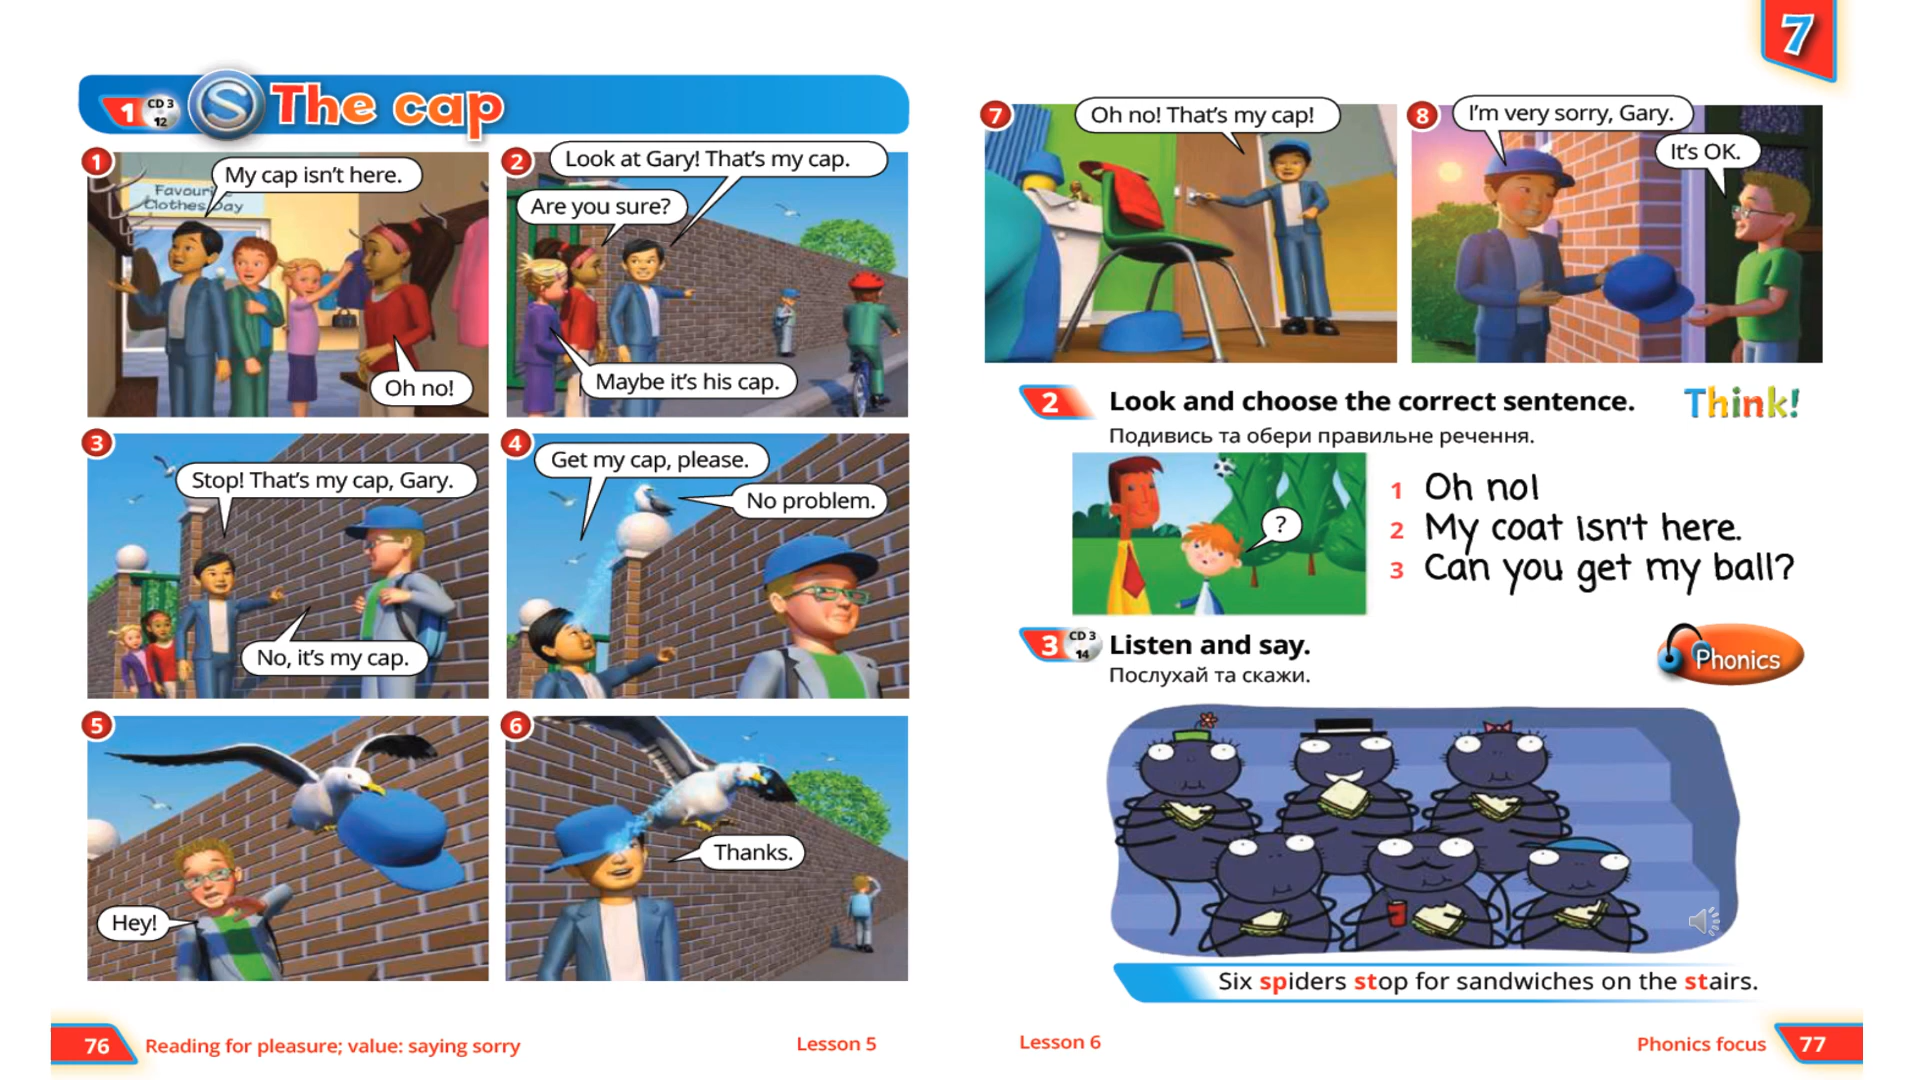 7
1 CD 3 12 S The cap
1
My cap isn't here.
Favourite
Clothes Day
Oh no!
2
Look at Gary! That's my cap.
Are you sure?
Maybe it's his cap.
3
Stop! That's my cap, Gary.
No, it's my cap.
4
Get my cap, please.
No problem.
5
Hey!
6
Thanks.
76 Reading for pleasure; value: saying sorry Lesson 5
7
Oh no! That's my cap!
8
I'm very sorry, Gary.
It's OK.
2 Look and choose the correct sentence. Think!
Подивись та обери правильне речення.
?
1 Oh no!
2 My coat isn't here.
3 Can you get my ball?
3 CD 3 14 Listen and say. Phonics
Послухай та скажи.
Six spiders stop for sandwiches on the stairs.
Lesson 6 Phonics focus 77